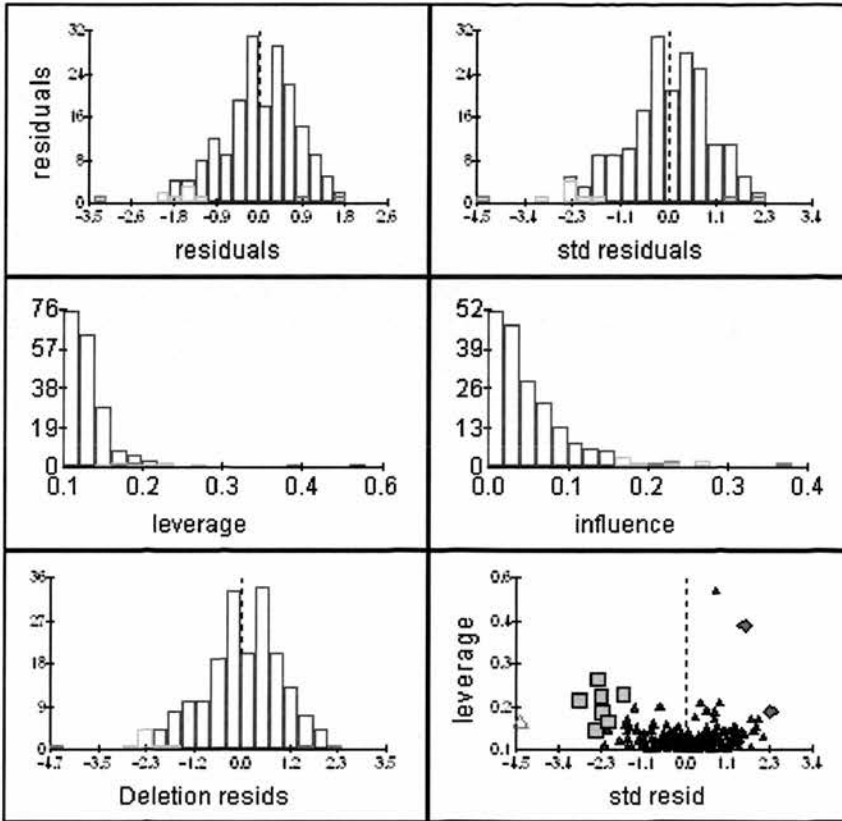 32
24
16
8
0
residuals
-3.5 -2.6 -1.8 -0.9 0.0 0.9 1.8 2.6
residuals
32
24
16
8
0
-4.5 -3.4 -2.3 -1.1 0.0 1.1 2.3 3.4
std residuals
76
57
38
19
0
0.1 0.2 0.3 0.4 0.6
leverage
52
39
26
13
0
0.0 0.1 0.2 0.3 0.4
influence
36
27
18
9
0
-4.6 -3.5 -2.3 -1.2 0.0 1.2 2.3 3.5
Deletion resids
0.6
0.4
0.3
0.2
0.1
leverage
-4.5 -3.4 -2.3 -1.1 0.0 1.1 2.3 3.4
std resid